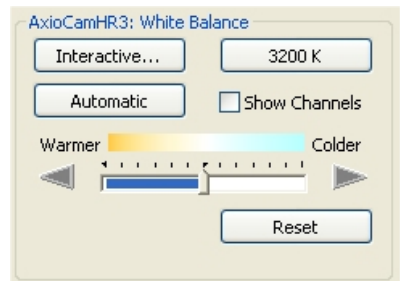 AxioCamHR3: White Balance
Interactive... 3200 K
Automatic Show Channels
Warmer Colder
Reset